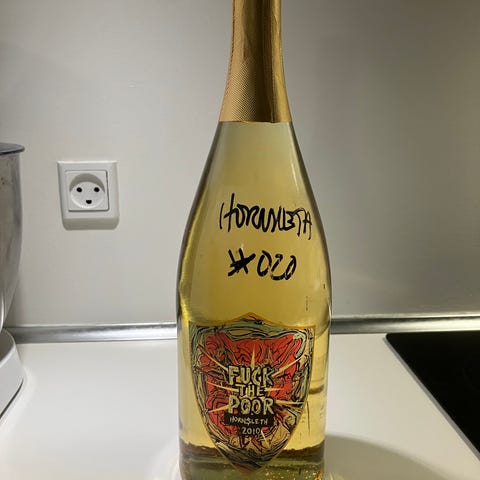 HORNSLETH
*020
FUCK
THE
POOR
HORNSLETH
2010